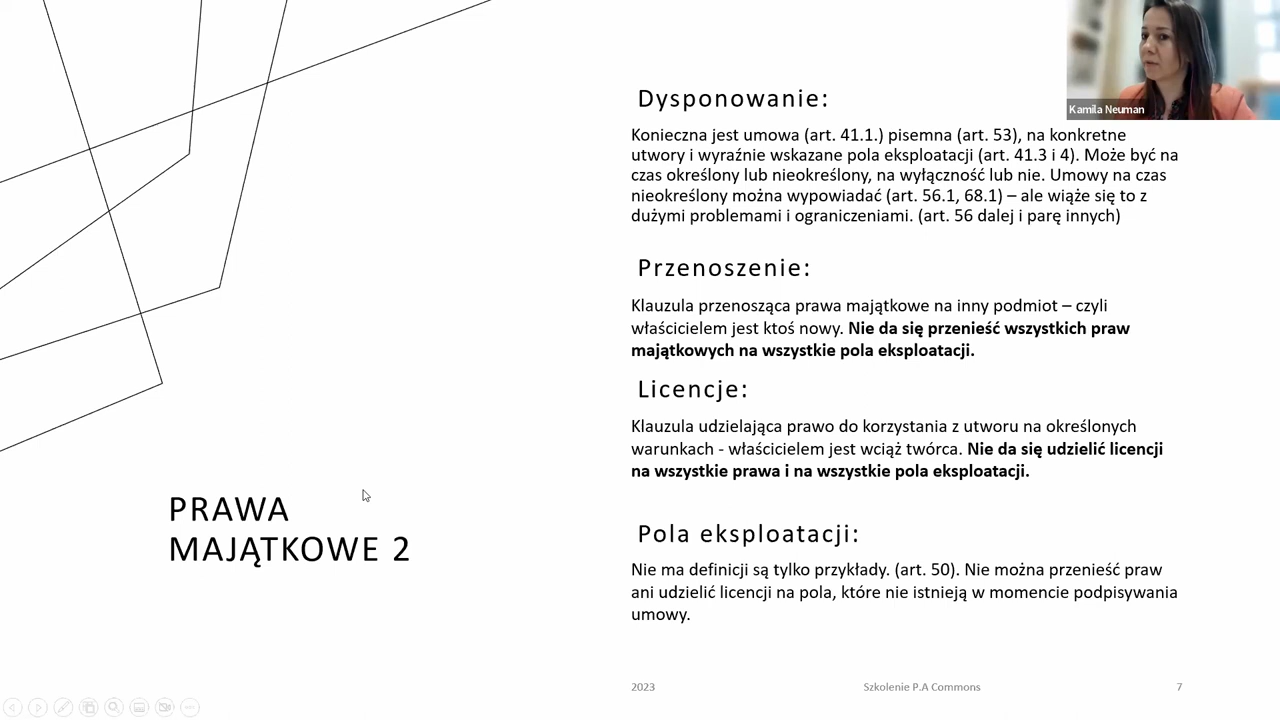 Kamila Neuman
Dysponowanie:
Konieczna jest umowa (art. 41.1.) pisemna (art. 53), na konkretne
utwory i wyraźnie wskazane pola eksploatacji (art. 41.3 i 4). Może być na
czas określony lub nieokreślony, na wyłączność lub nie. Umowy na czas
nieokreślony można wypowiadać (art. 56.1, 68.1) – ale wiąże się to z
dużymi problemami i ograniczeniami. (art. 56 dalej i parę innych)
Przenoszenie:
Klauzula przenosząca prawa majątkowe na inny podmiot – czyli
właścicielem jest ktoś nowy. Nie da się przenieść wszystkich praw
majątkowych na wszystkie pola eksploatacji.
Licencje:
Klauzula udzielająca prawo do korzystania z utworu na określonych
warunkach - właścicielem jest wciąż twórca. Nie da się udzielić licencji
na wszystkie prawa i na wszystkie pola eksploatacji.
PRAWA
MAJĄTKOWE 2
Pola eksploatacji:
Nie ma definicji są tylko przykłady. (art. 50). Nie można przenieść praw
ani udzielić licencji na pola, które nie istnieją w momencie podpisywania
umowy.
2023
Szkolenie P.A Commons
7